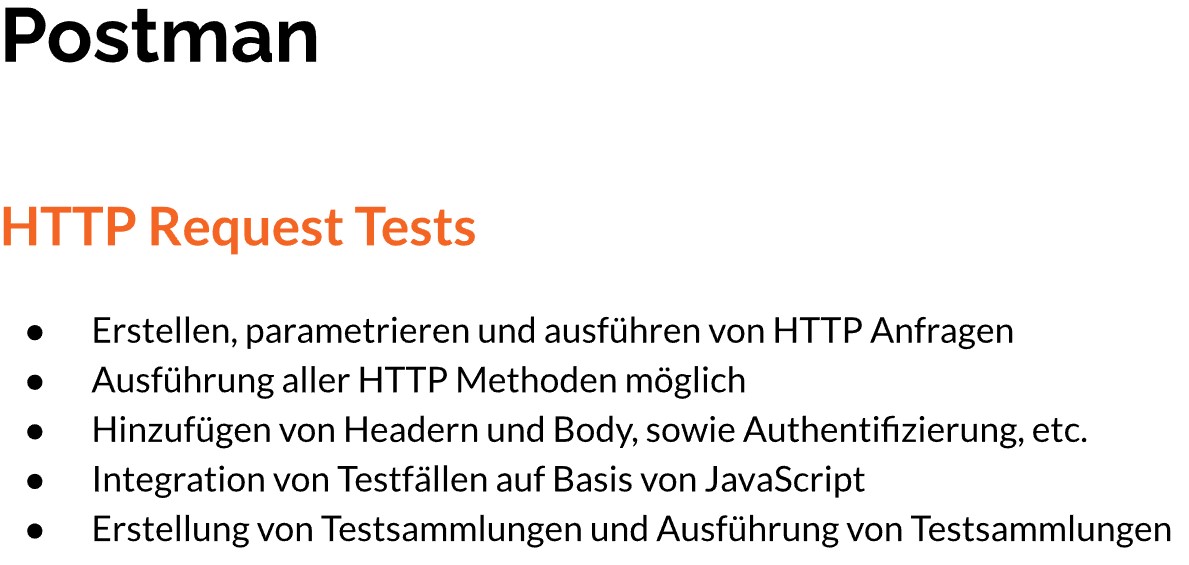 Postman
HTTP Request Tests
● Erstellen, parametrieren und ausführen von HTTP Anfragen
● Ausführung aller HTTP Methoden möglich
● Hinzufügen von Headern und Body, sowie Authentifizierung, etc.
● Integration von Testfällen auf Basis von JavaScript
● Erstellung von Testsammlungen und Ausführung von Testsammlungen